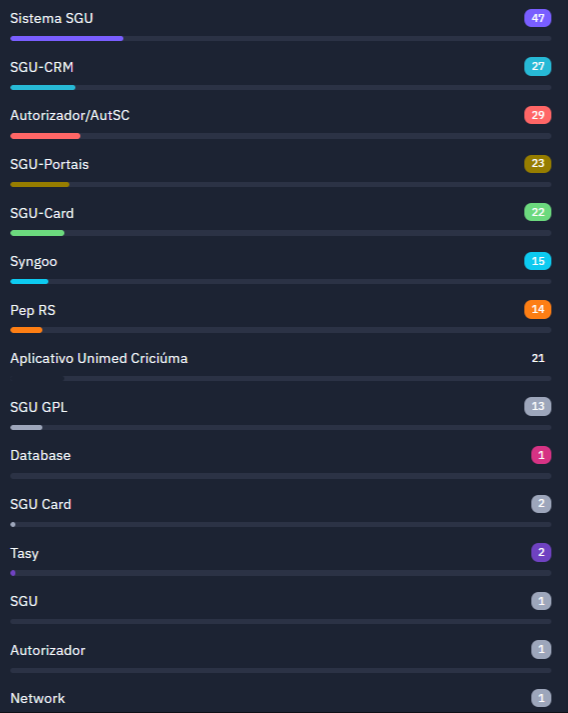 Sistema SGU 47
SGU-CRM 27
Autorizador/AutSC 29
SGU-Portais 23
SGU-Card 22
Syngoo 15
Pep RS 14
Aplicativo Unimed Criciúma 21
SGU GPL 13
Database 1
SGU Card 2
Tasy 2
SGU 1
Autorizador 1
Network 1